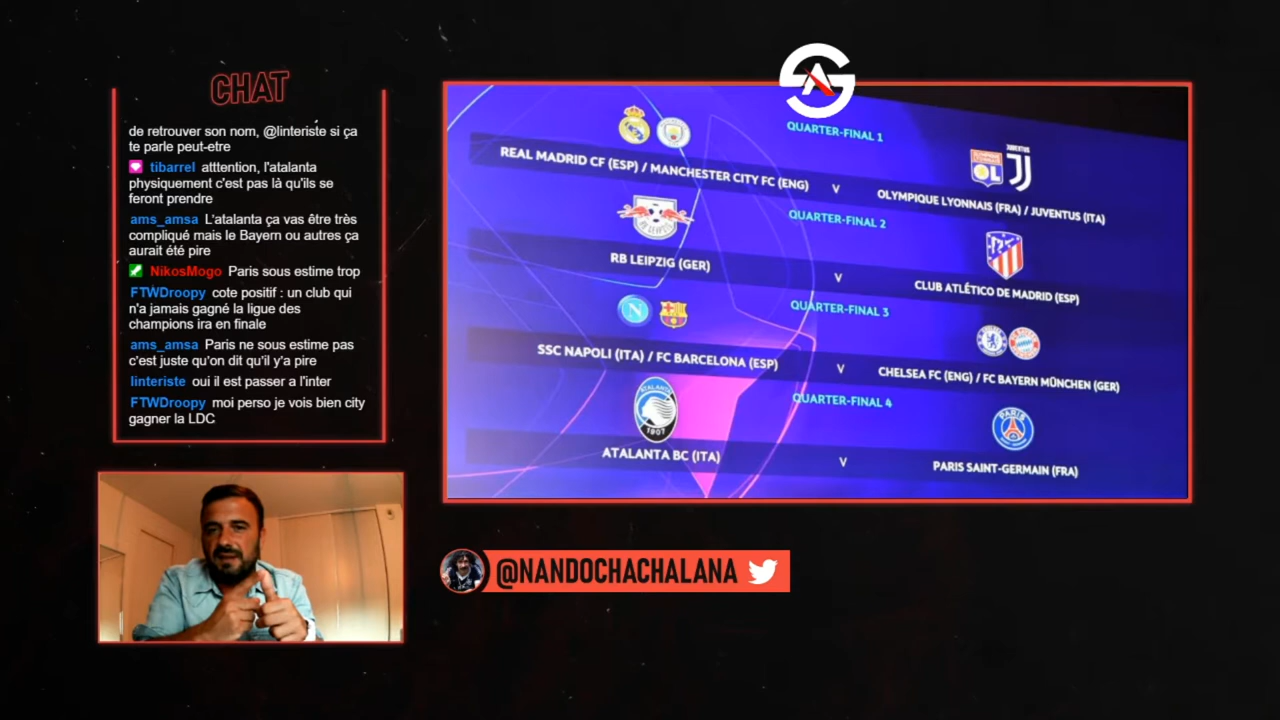 CHAT
de retrouver son nom, @linteriste si ça
te parle peut-etre
tibarrel atttention, l'atalanta
physiquement c'est pas là qu'ils se
feront prendre
ams_amsa L'atalanta ça vas être très
compliqué mais le Bayern ou autres ça
aurait été pire
NikosMogo Paris sous estime trop
FTWDroopy cote positif : un club qui
n'a jamais gagné la ligue des
champions ira en finale
ams_amsa Paris ne sous estime pas
c'est juste qu'on dit qu'il y'a pire
linteriste oui il est passer a l'inter
FTWDroopy moi perso je vois bien city
gagner la LDC
QUARTER-FINAL 1
JUVENTUS
OL
REAL MADRID CF (ESP) / MANCHESTER CITY FC (ENG)
V
OLYMPIQUE LYONNAIS (FRA) / JUVENTUS (ITA)
QUARTER-FINAL 2
RB LEIPZIG (GER)
V
CLUB ATLÉTICO DE MADRID (ESP)
QUARTER-FINAL 3
N
SSC NAPOLI (ITA) / FC BARCELONA (ESP)
V
CHELSEA FC (ENG) / FC BAYERN MÜNCHEN (GER)
QUARTER-FINAL 4
ATALANTA
1907
PARIS
ATALANTA BC (ITA)
V
PARIS SAINT-GERMAIN (FRA)
@NANDOCHACHALANA